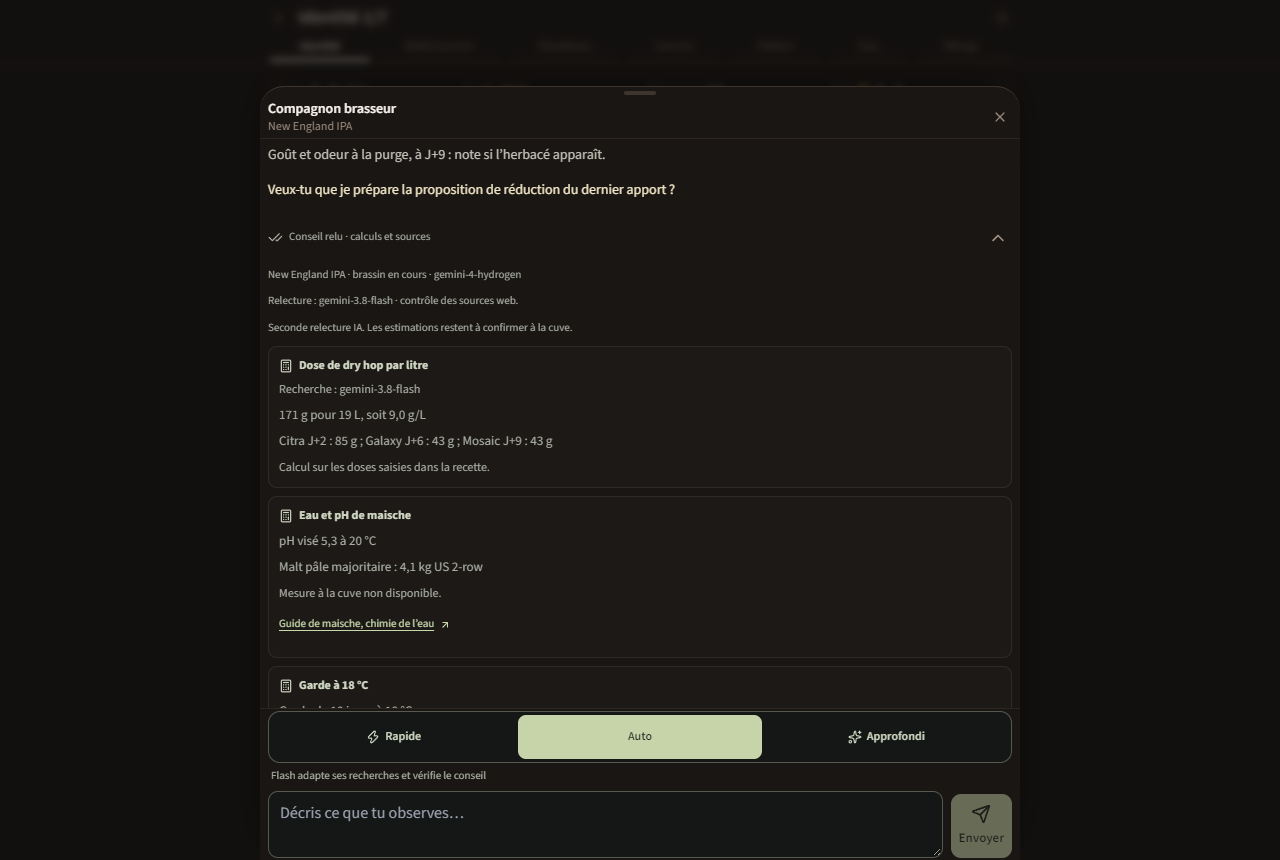 Compagnon brasseur
New England IPA
Goût et odeur à la purge, à J+9 : note si l’herbacé apparaît.
Veux-tu que je prépare la proposition de réduction du dernier apport ?
Conseil relu · calculs et sources
New England IPA · brassin en cours · gemini-4-hydrogen
Relecture : gemini-3.8-flash · contrôle des sources web.
Seconde relecture IA. Les estimations restent à confirmer à la cuve.
Dose de dry hop par litre
Recherche : gemini-3.8-flash
171 g pour 19 L, soit 9,0 g/L
Citra J+2 : 85 g ; Galaxy J+6 : 43 g ; Mosaic J+9 : 43 g
Calcul sur les doses saisies dans la recette.
Eau et pH de maische
pH visé 5,3 à 20 °C
Malt pâle majoritaire : 4,1 kg US 2-row
Mesure à la cuve non disponible.
Guide de maische, chimie de l’eau
Garde à 18 °C
Rapide
Auto
Approfondi
Flash adapte ses recherches et vérifie le conseil
Décris ce que tu observes…
Envoyer